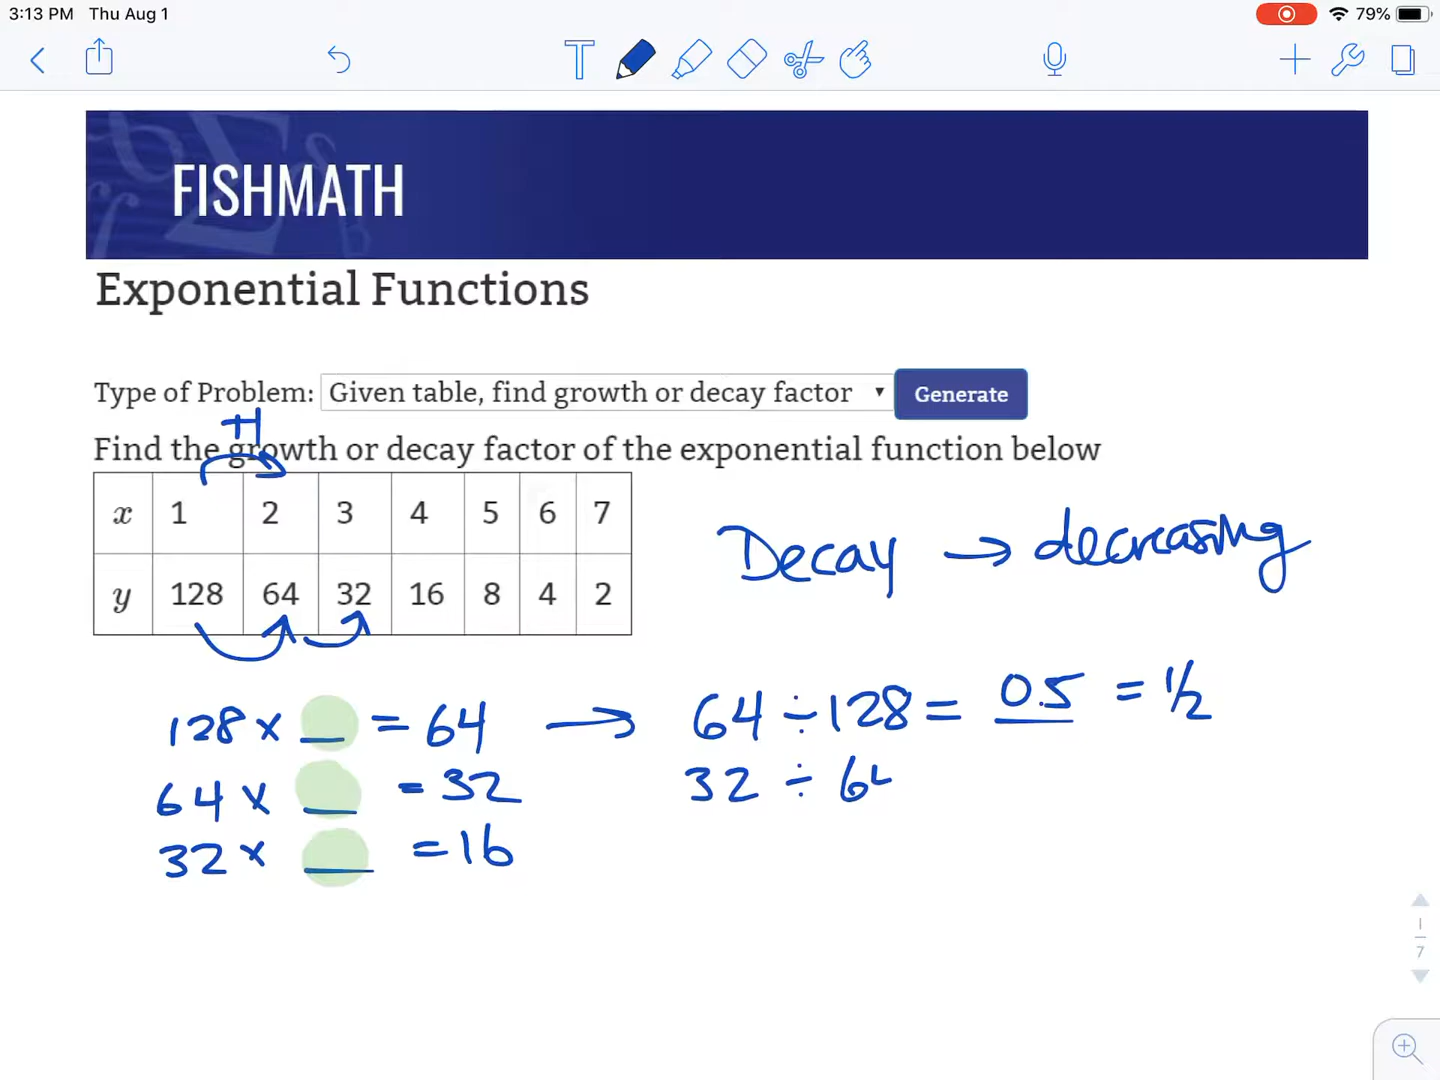 3:13 PM Thu Aug 1 79%
T
FISHMATH
Exponential Functions
Type of Problem: Given table, find growth or decay factor Generate
+1
Find the growth or decay factor of the exponential function below
x 1 2 3 4 5 6 7
y 128 64 32 16 8 4 2
Decay → decreasing
128 × __ = 64 → 64 ÷ 128 = 0.5 = 1/2
64 × __ = 32 32 ÷ 64
32 × __ = 16
1
7